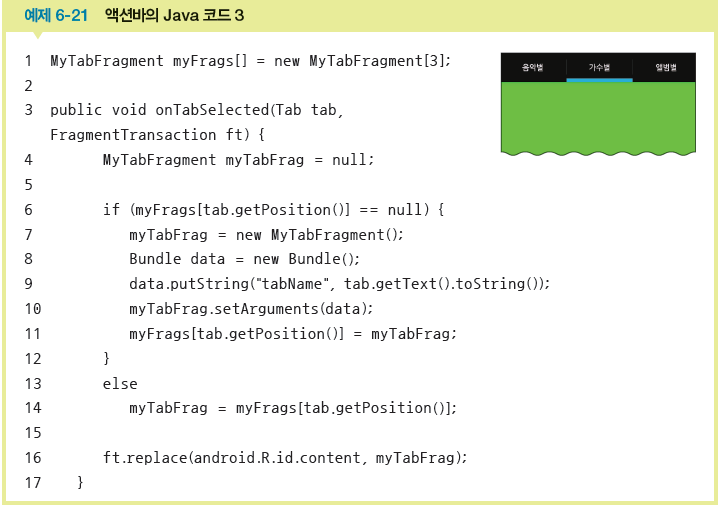 예제 6-21 액션바의 Java 코드 3
1 MyTabFragment myFrags[] = new MyTabFragment[3];
2
3 public void onTabSelected(Tab tab,
FragmentTransaction ft) {
4 MyTabFragment myTabFrag = null;
5
6 if (myFrags[tab.getPosition()] == null) {
7 myTabFrag = new MyTabFragment();
8 Bundle data = new Bundle();
9 data.putString("tabName", tab.getText().toString());
10 myTabFrag.setArguments(data);
11 myFrags[tab.getPosition()] = myTabFrag;
12 }
13 else
14 myTabFrag = myFrags[tab.getPosition()];
15
16 ft.replace(android.R.id.content, myTabFrag);
17 }
음악별 가수별 앨범별